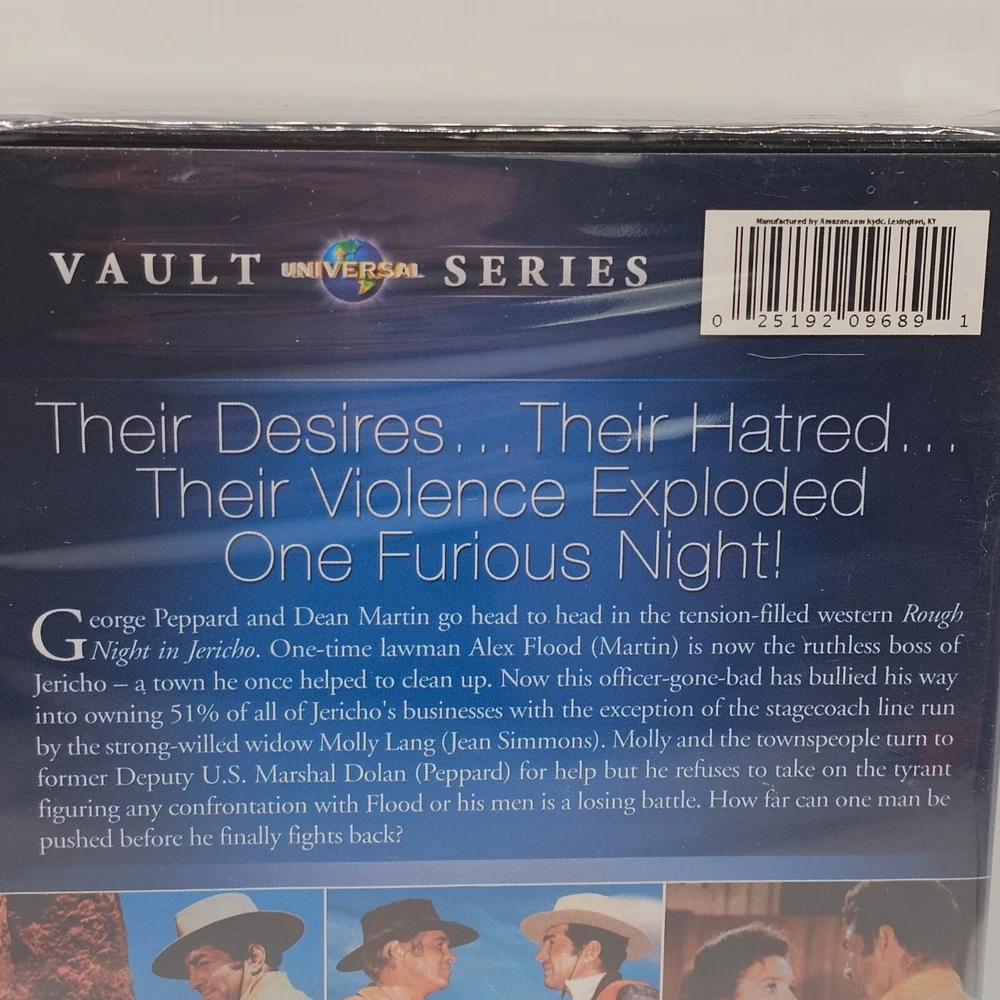 Manufactured by Amazon.com kydc, Lexington, KY
VAULT UNIVERSAL SERIES
0 25192 09689 1
Their Desires...Their Hatred...
Their Violence Exploded
One Furious Night!
George Peppard and Dean Martin go head to head in the tension-filled western Rough
Night in Jericho. One-time lawman Alex Flood (Martin) is now the ruthless boss of
Jericho – a town he once helped to clean up. Now this officer-gone-bad has bullied his way
into owning 51% of all of Jericho's businesses with the exception of the stagecoach line run
by the strong-willed widow Molly Lang (Jean Simmons). Molly and the townspeople turn to
former Deputy U.S. Marshal Dolan (Peppard) for help but he refuses to take on the tyrant
figuring any confrontation with Flood or his men is a losing battle. How far can one man be
pushed before he finally fights back?